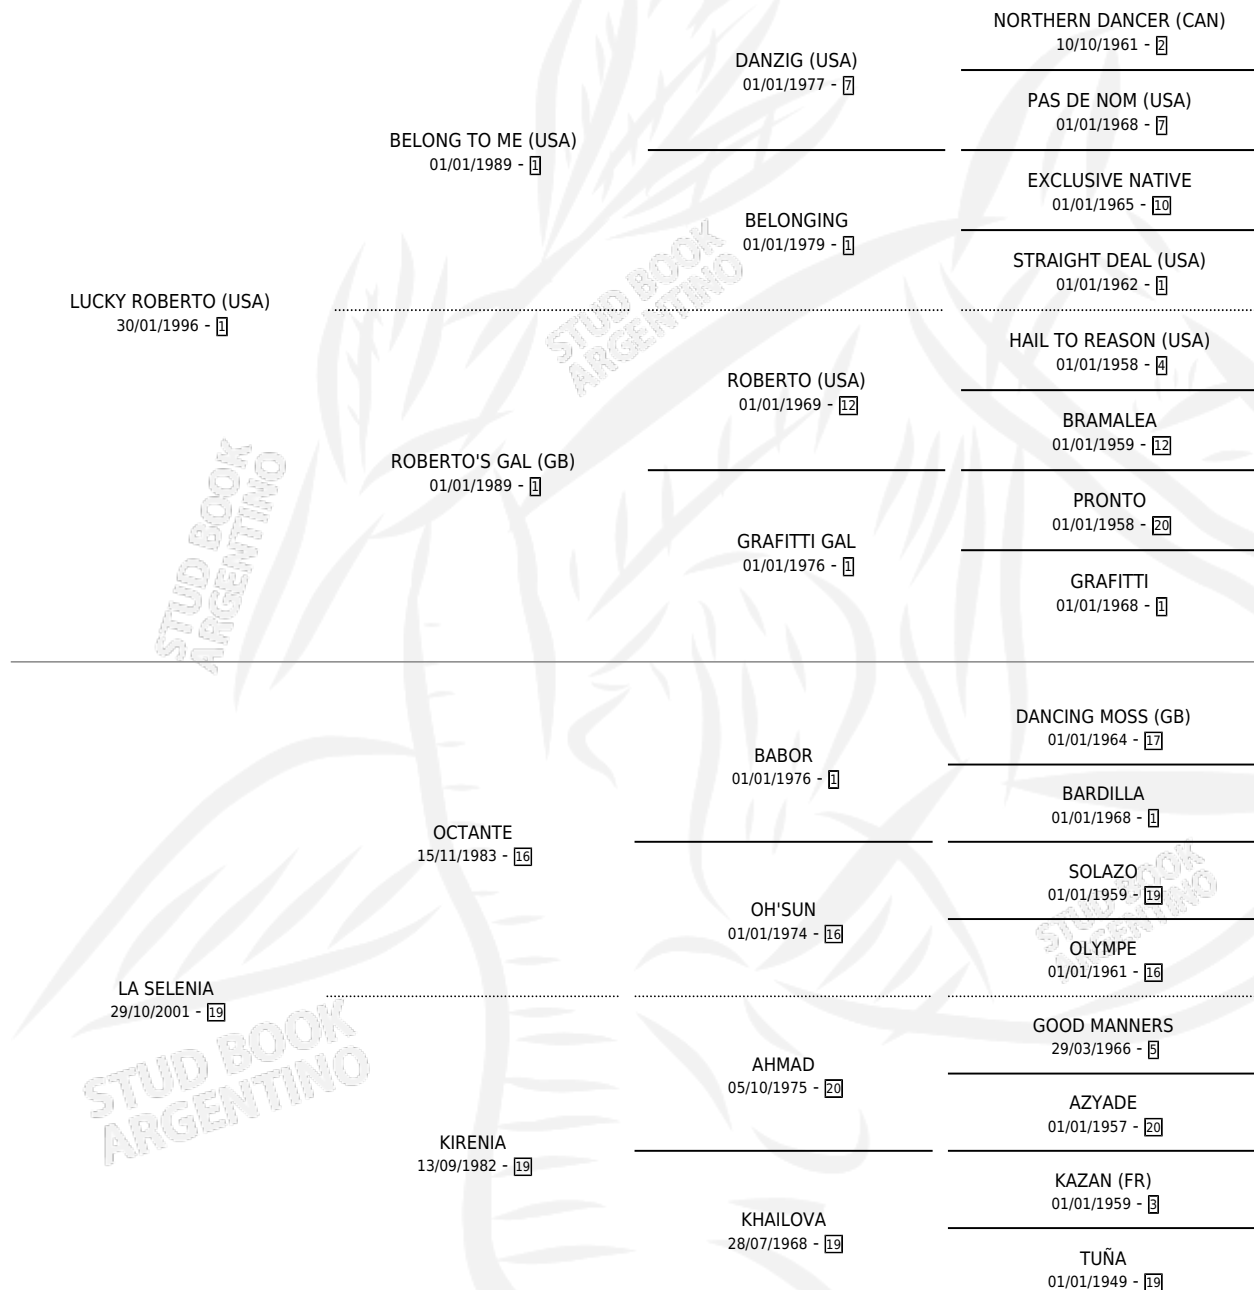 NORTHERN DANCER (CAN)
10/10/1961 - 2
DANZIG (USA)
01/01/1977 - 7
PAS DE NOM (USA)
01/01/1968 - 7
BELONG TO ME (USA)
01/01/1989 - 1
EXCLUSIVE NATIVE
01/01/1965 - 10
BELONGING
01/01/1979 - 1
STRAIGHT DEAL (USA)
01/01/1962 - 1
LUCKY ROBERTO (USA)
30/01/1996 - 1
STUD BOOK
ARGENTINO
HAIL TO REASON (USA)
01/01/1958 - 4
ROBERTO (USA)
01/01/1969 - 12
BRAMALEA
01/01/1959 - 12
ROBERTO'S GAL (GB)
01/01/1989 - 1
PRONTO
01/01/1958 - 20
GRAFITTI GAL
01/01/1976 - 1
GRAFITTI
01/01/1968 - 1
STUD BOOK
ARGENTINO
DANCING MOSS (GB)
01/01/1964 - 17
BABOR
01/01/1976 - 1
BARDILLA
01/01/1968 - 1
OCTANTE
15/11/1983 - 16
SOLAZO
01/01/1959 - 19
OH'SUN
01/01/1974 - 16
STUD BOOK
ARGENTINO
OLYMPE
01/01/1961 - 16
LA SELENIA
29/10/2001 - 19
STUD BOOK
ARGENTINO
GOOD MANNERS
29/03/1966 - 5
AHMAD
05/10/1975 - 20
AZYADE
01/01/1957 - 20
KIRENIA
13/09/1982 - 19
KAZAN (FR)
01/01/1959 - 3
KHAILOVA
28/07/1968 - 19
TUÑA
01/01/1949 - 19